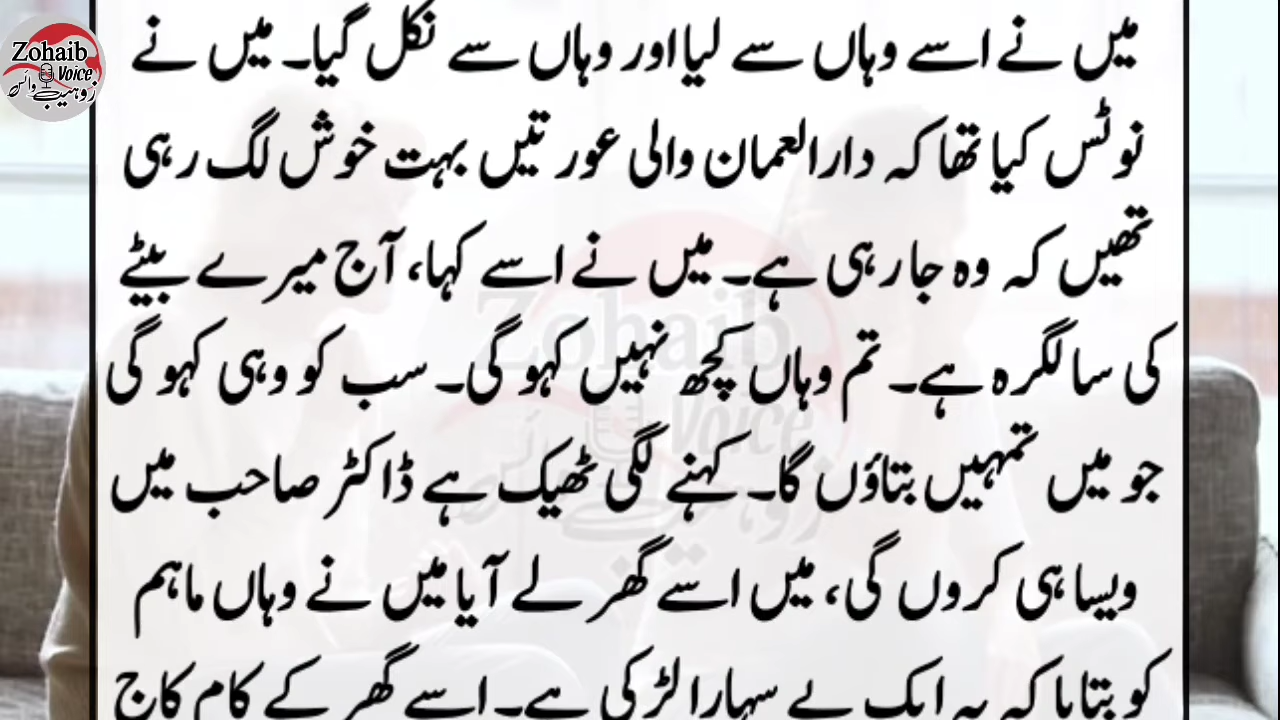 Zohaib
Voice
زوہیب وائس
میں نے اسے وہاں سے لیا اور وہاں سے نکل گیا۔ میں نے
نوٹس کیا تھا کہ دارالعمان والی عورتیں بہت خوش لگ رہی
تھیں کہ وہ جا رہی ہے۔ میں نے اسے کہا، آج میرے بیٹے
کی سالگرہ ہے۔ تم وہاں کچھ نہیں کہو گی۔ سب کو وہی کہو گی
جو میں تمہیں بتاؤں گا۔ کہنے لگی ٹھیک ہے ڈاکٹر صاحب میں
ویسا ہی کروں گی، میں اسے گھر لے آیا میں نے وہاں ماہم
کو بتایا کہ یہ ایک بے سہارا لڑکی ہے۔ اسے گھر کے کام کاج